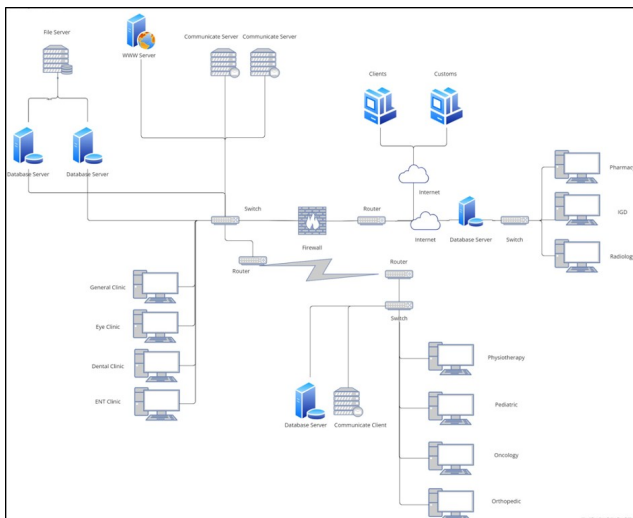 File Server
WWW Server
Communicate Server
Communicate Server
Clients
Customs
Database Server
Database Server
Pharmacy
Internet
Switch
Router
Internet
Database Server
Switch
IGD
Firewall
Router
Router
Radiology
General Clinic
Switch
Eye Clinic
Dental Clinic
ENT Clinic
Physiotherapy
Pediatric
Database Server
Communicate Client
Oncology
Orthopedic